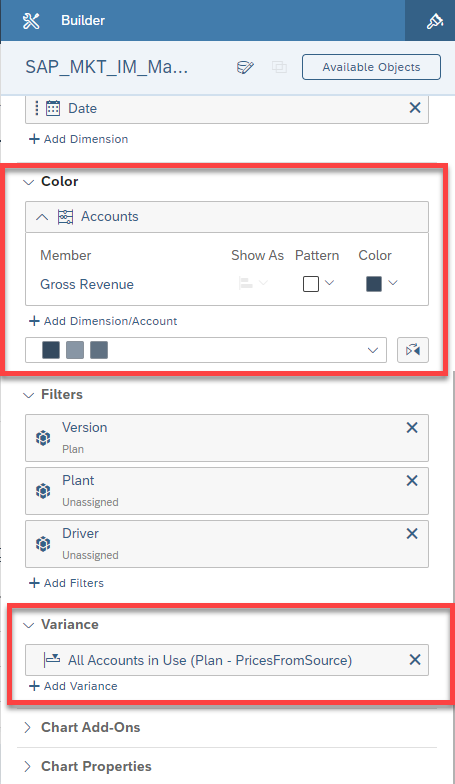 Builder
SAP_MKT_IM_Ma...
Available Objects
Date
+ Add Dimension
Color
Accounts
Member Show As Pattern Color
Gross Revenue
+ Add Dimension/Account
Filters
Version
Plan
Plant
Unassigned
Driver
Unassigned
+ Add Filters
Variance
All Accounts in Use (Plan - PricesFromSource)
+ Add Variance
Chart Add-Ons
Chart Properties